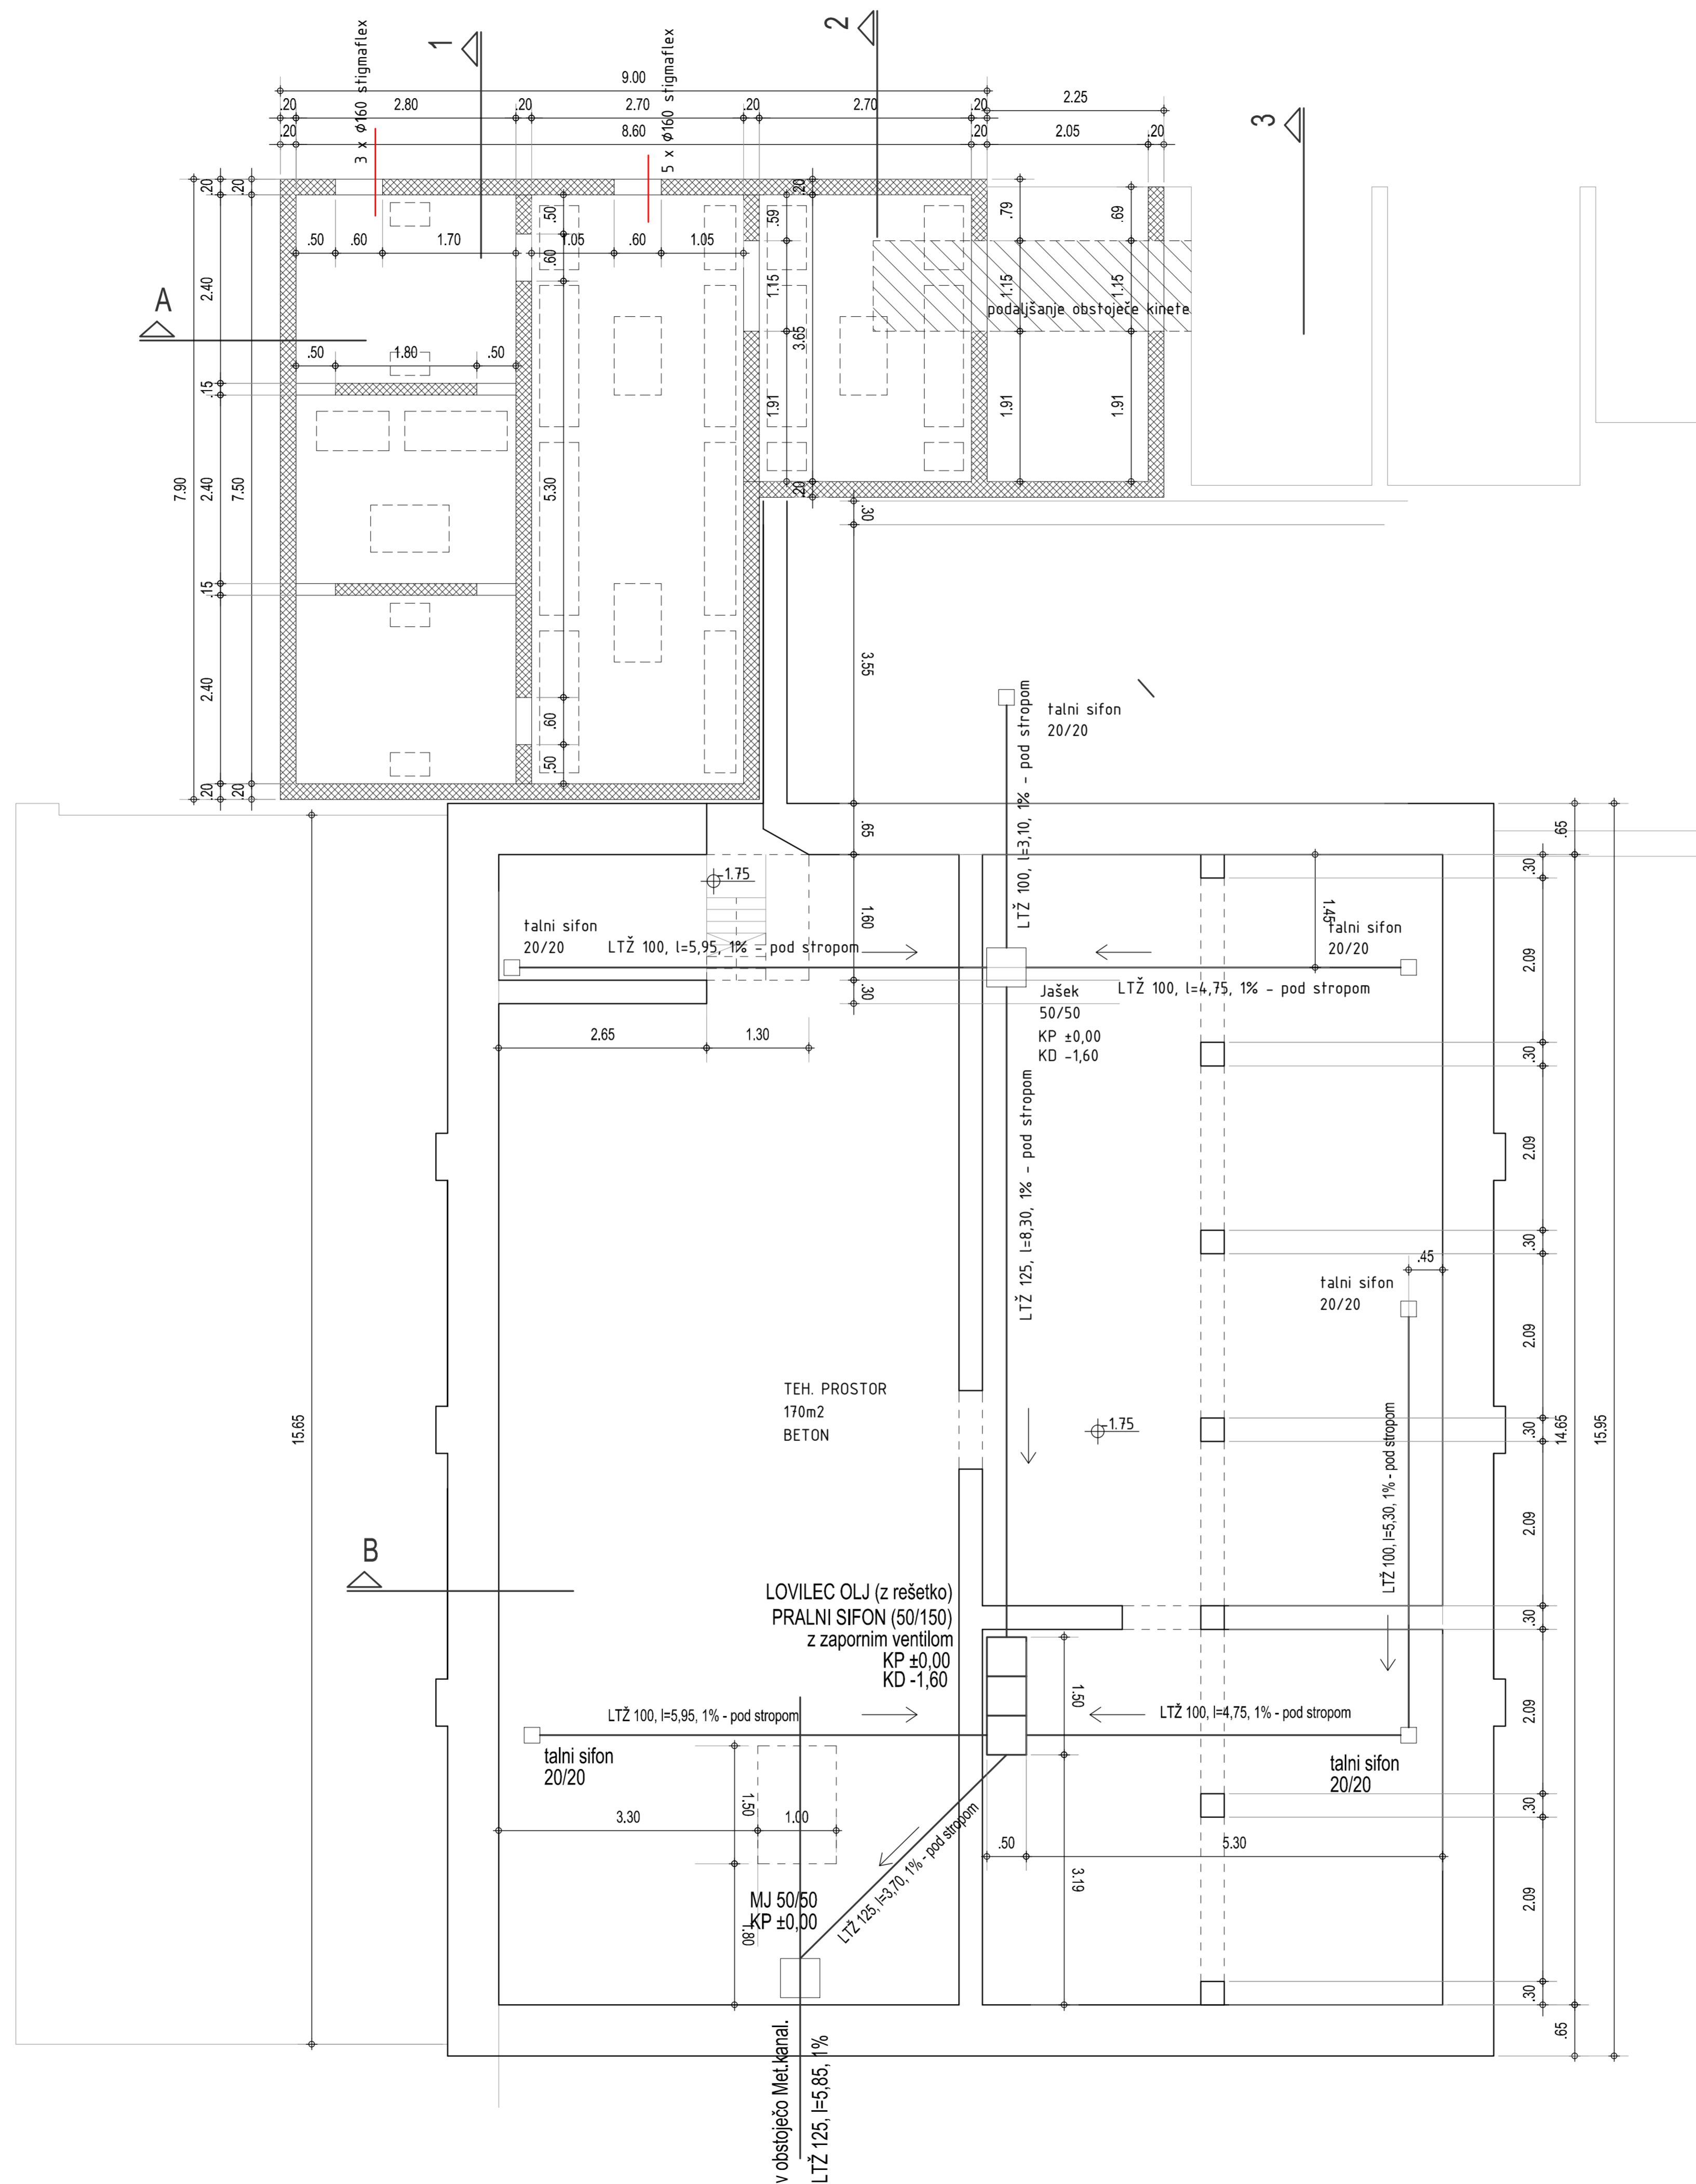 3 x ϕ160 stigmaflex
1
5 x ϕ160 stigmaflex
2
3
9.00
2.25
.20
2.80
.20
2.70
.20
2.70
.20
.20
8.60
.20
2.05
.20
.20
.20
.50
.20
.59
.79
.69
.50
.60
1.70
1.05
.60
1.05
.60
2.40
1.15
1.15
1.15
podaljšanje obstoječe kinete
A
3.65
.50
1.80
.50
.15
1.91
1.91
1.91
7.90
2.40
7.50
5.30
.20
.30
.15
3.55
2.40
.60
.50
.20
.20
talni sifon
20/20
LTŽ 100, l=3,10, 1% - pod stropom
.65
.65
-1.75
.30
1.60
1.45
talni sifon
20/20
LTŽ 100, l=5,95, 1% - pod stropom
talni sifon
20/20
2.09
LTŽ 100, l=4,75, 1% - pod stropom
.30
Jašek
50/50
KP ±0,00
KD -1,60
2.65
1.30
.30
LTŽ 125, l=8,30, 1% - pod stropom
2.09
.30
.45
talni sifon
20/20
2.09
TEH. PROSTOR
170m2
BETON
-1.75
15.65
.30
14.65
15.95
LTŽ 100, l=5,30, 1% - pod stropom
2.09
B
LOVILEC OLJ (z rešetko)
PRALNI SIFON (50/150)
z zapornim ventilom
KP ±0,00
KD -1,60
.30
1.50
2.09
LTŽ 100, l=5,95, 1% - pod stropom
LTŽ 100, l=4,75, 1% - pod stropom
talni sifon
20/20
talni sifon
20/20
1.50
.30
3.30
1.00
.50
5.30
LTŽ 125, l=3,70, 1% - pod stropom
3.19
MJ 50/50
KP ±0,00
1.80
2.09
.30
.65
v obstoječo Met.kanal.
LTŽ 125, l=5,85, 1%